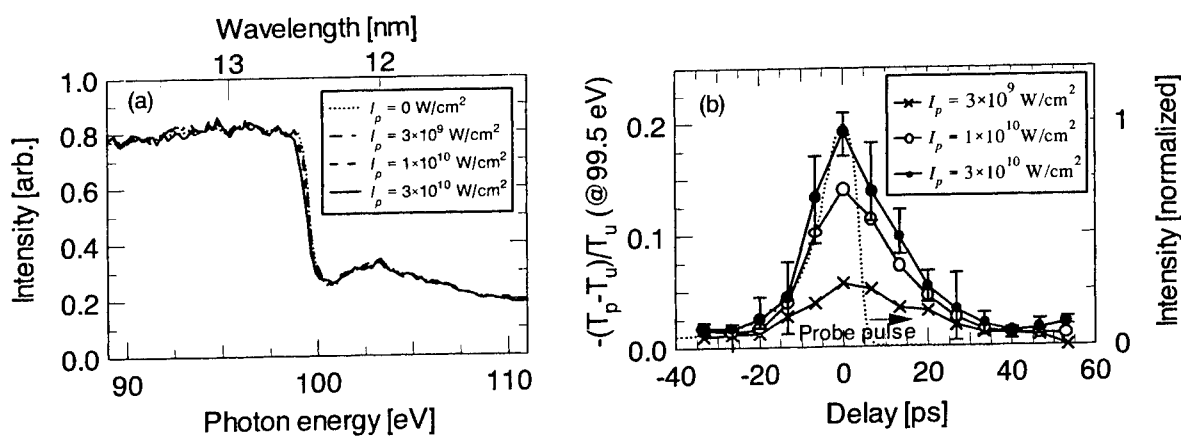 Wavelength [nm]
13 12
(a)
I_p = 0 W/cm²
I_p = 3×10⁹ W/cm²
I_p = 1×10¹⁰ W/cm²
I_p = 3×10¹⁰ W/cm²
1.0
0.8
0.6
0.4
0.2
0.0
Intensity [arb.]
90 100 110
Photon energy [eV]
(b)
I_p = 3×10⁹ W/cm²
I_p = 1×10¹⁰ W/cm²
I_p = 3×10¹⁰ W/cm²
0.2
0.1
0.0
-(T_p-T_u)/T_u (@99.5 eV)
Probe pulse
1
0
Intensity [normalized]
-40 -20 0 20 40 60
Delay [ps]